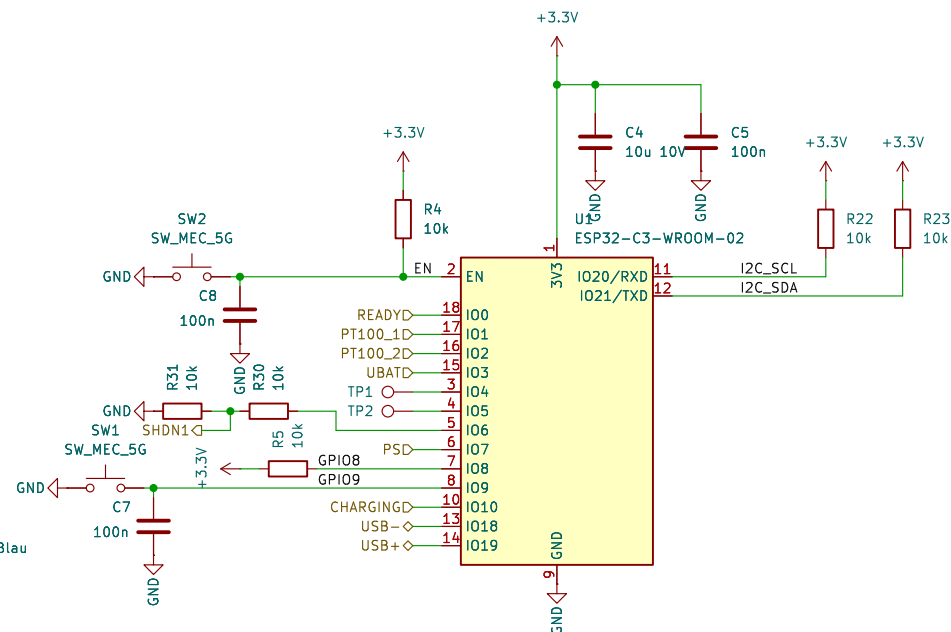 +3.3V
+3.3V
C4
10u 10V
C5
100n
+3.3V
+3.3V
GND
GND
R4
10k
R22
10k
R23
10k
U1
ESP32-C3-WROOM-02
SW2
SW_MEC_5G
GND
EN
2
EN
1
3V3
IO20/RXD
11
I2C_SCL
IO21/TXD
12
I2C_SDA
C8
100n
GND
READY
18
IO0
PT100_1
17
IO1
PT100_2
16
IO2
UBAT
15
IO3
TP1
3
IO4
TP2
4
IO5
R31
10k
R30
10k
GND
SHDN1
5
IO6
PS
6
IO7
R5
10k
+3.3V
GPIO8
7
IO8
SW1
SW_MEC_5G
GND
GPIO9
8
IO9
C7
100n
GND
CHARGING
10
IO10
USB-
13
IO18
USB+
14
IO19
GND
9
GND